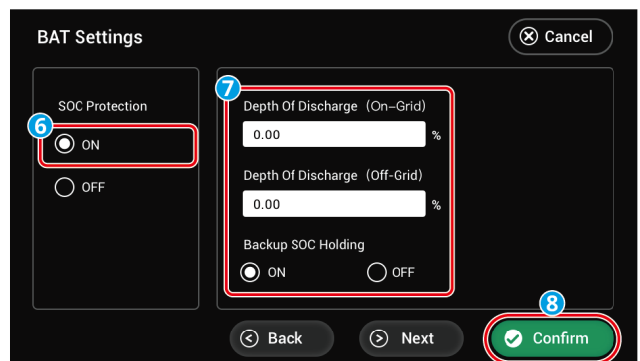 BAT Settings
Cancel
SOC Protection
6
ON
OFF
7
Depth Of Discharge (On–Grid)
0.00 %
Depth Of Discharge (Off-Grid)
0.00 %
Backup SOC Holding
ON OFF
8
Back Next Confirm